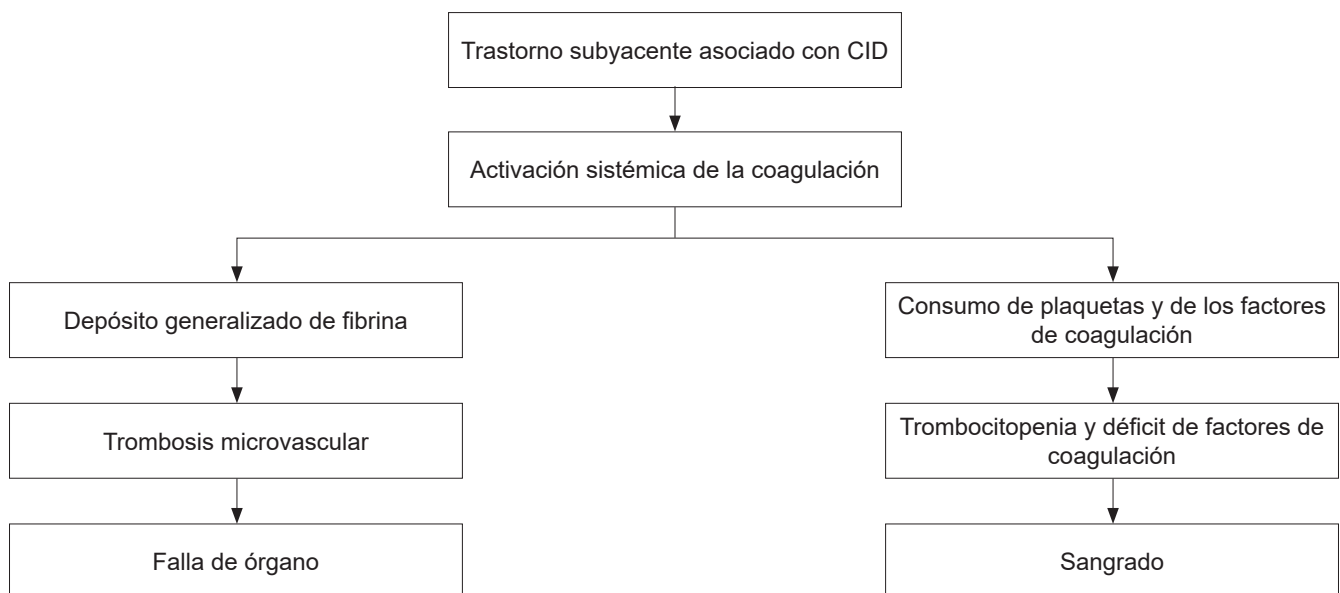 Trastorno subyacente asociado con CID
Activación sistémica de la coagulación
Depósito generalizado de fibrina
Consumo de plaquetas y de los factores
de coagulación
Trombosis microvascular
Trombocitopenia y déficit de factores de
coagulación
Falla de órgano
Sangrado